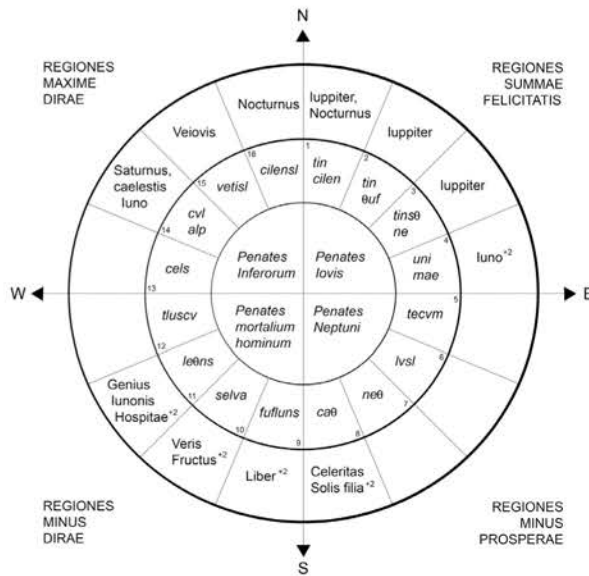 N
REGIONES
MAXIME
DIRAE
REGIONES
SUMMAE
FELICITATIS
Nocturnus
Iuppiter,
Nocturnus
Veiovis
Iuppiter
Saturnus,
caelestis
Iuno
Iuppiter
Iuno+2
16
cilensl
1
tin
cilen
2
tin
θuf
3
tinsθ
ne
4
uni
mae
15
vetisl
14
cvl
alp
13
cels
Penates
Inferorum
Penates
Iovis
W
E
Penates
mortalium
hominum
Penates
Neptuni
5
tecvm
6
lvsl
7
neθ
8
caθ
9
fufluns
10
selva
11
leθns
12
tluscv
Genius
Iunonis
Hospitae+2
Veris
Fructus+2
Liber+2
Celeritas
Solis filia+2
REGIONES
MINUS
DIRAE
REGIONES
MINUS
PROSPERAE
S